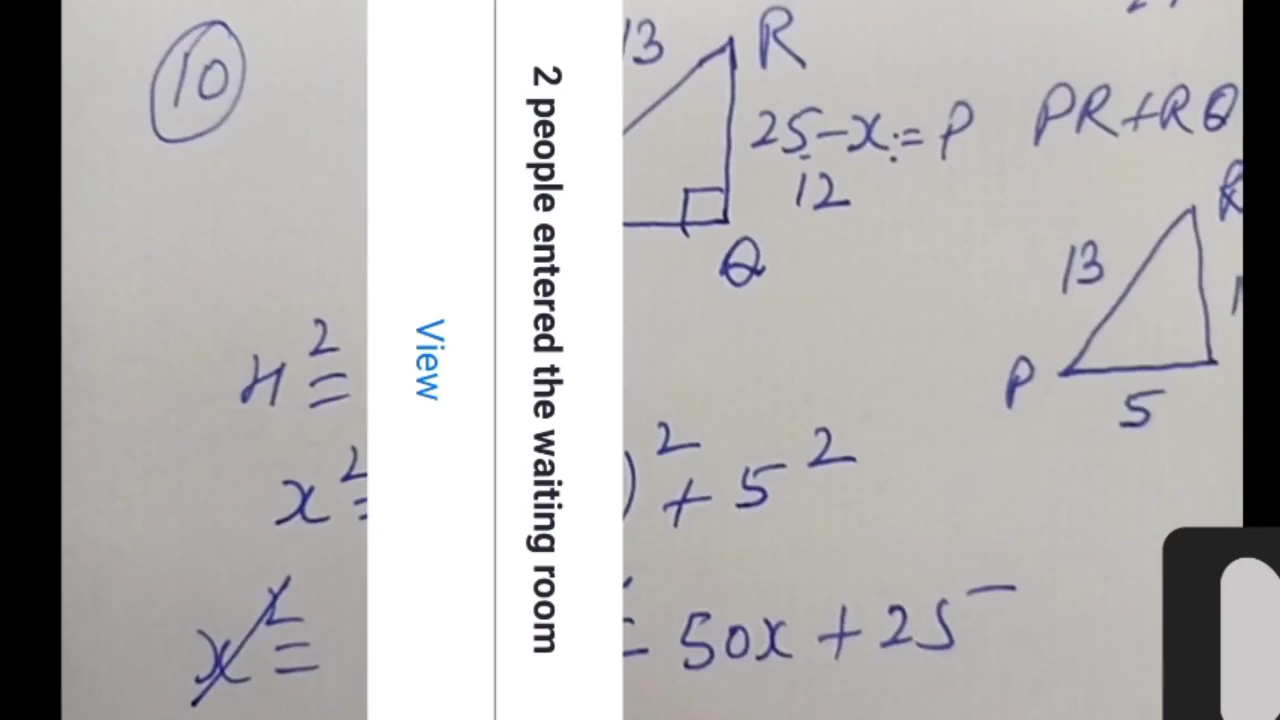 10
13 R
25-x = P
12
Q
PR+RQ
13
P
5
H² =
x² =
)² + 5²
x² =
- 50x + 25
View
2 people entered the waiting room